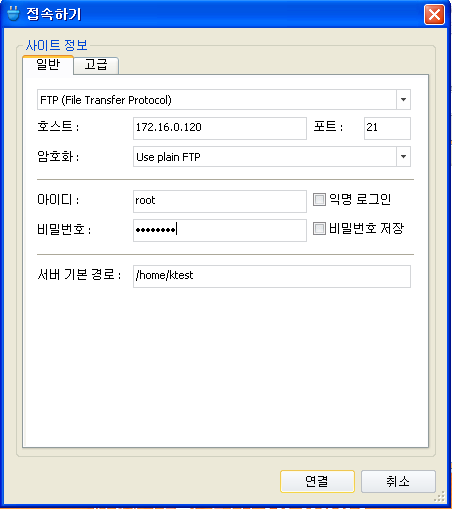 접속하기
사이트 정보
일반 고급
FTP (File Transfer Protocol)
호스트 : 172.16.0.120 포트 : 21
암호화 : Use plain FTP
아이디 : root 익명 로그인
비밀번호 : ●●●●●●●● 비밀번호 저장
서버 기본 경로 : /home/ktest
연결 취소